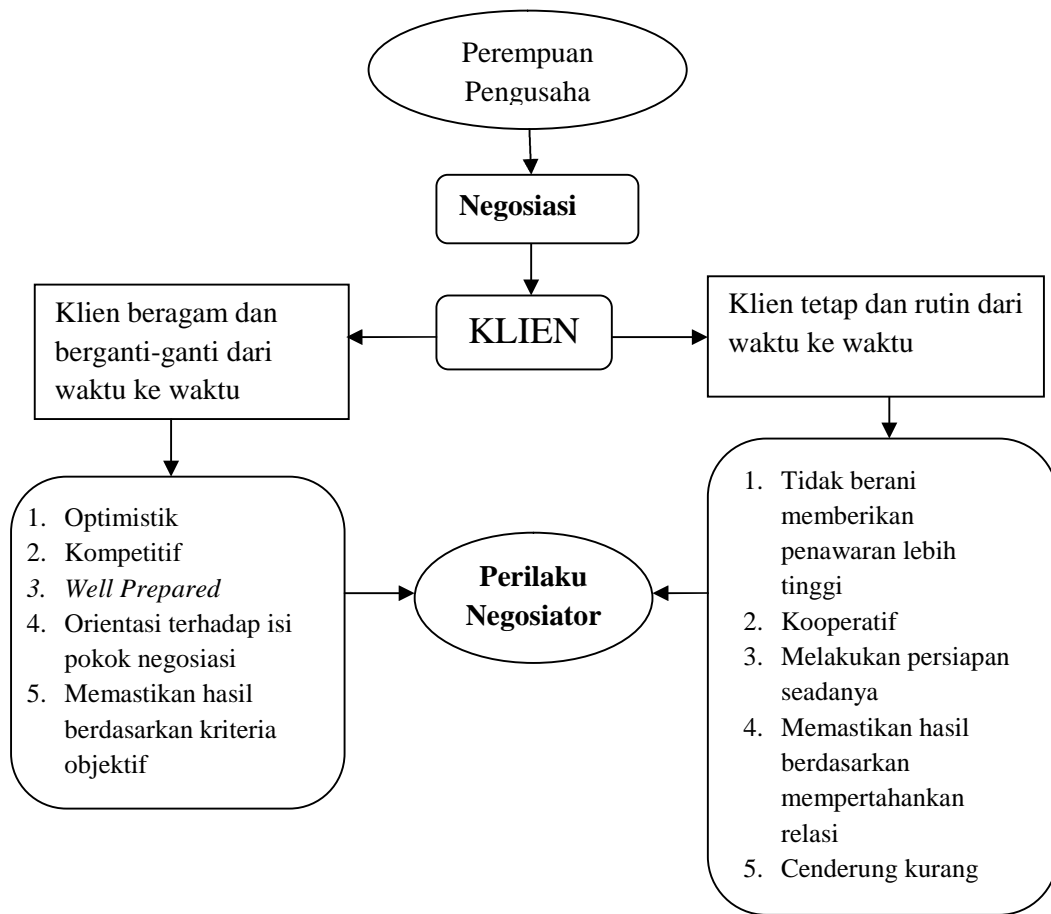 Perempuan
Pengusaha
Negosiasi
KLIEN
Klien beragam dan
berganti-ganti dari
waktu ke waktu
Klien tetap dan rutin dari
waktu ke waktu
1. Optimistik
2. Kompetitif
3. Well Prepared
4. Orientasi terhadap isi
pokok negosiasi
5. Memastikan hasil
berdasarkan kriteria
objektif
Perilaku
Negosiator
1. Tidak berani
memberikan
penawaran lebih
tinggi
2. Kooperatif
3. Melakukan persiapan
seadanya
4. Memastikan hasil
berdasarkan
mempertahankan
relasi
5. Cenderung kurang